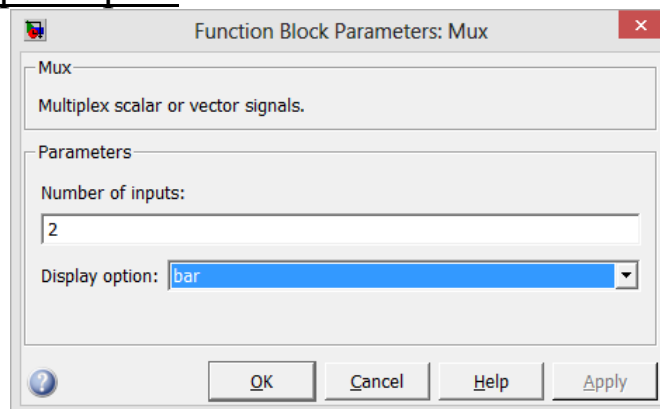 Function Block Parameters: Mux
Mux
Multiplex scalar or vector signals.
Parameters
Number of inputs:
2
Display option: bar
OK Cancel Help Apply